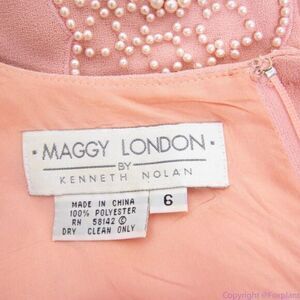 · MAGGY LONDON ·
BY
KENNETH NOLAN
MADE IN CHINA
100% POLYESTER
RN 58142 ©
DRY CLEAN ONLY
6